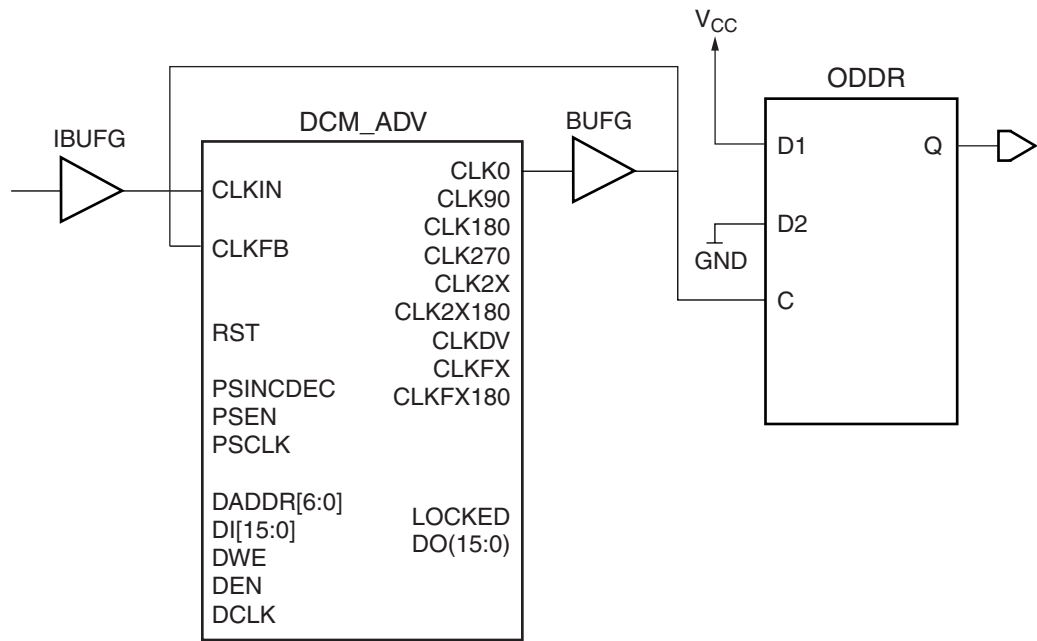 V_CC
ODDR
DCM_ADV
BUFG
IBUFG
CLKIN
CLKFB
RST
PSINCDEC
PSEN
PSCLK
DADDR[6:0]
DI[15:0]
DWE
DEN
DCLK
CLK0
CLK90
CLK180
CLK270
CLK2X
CLK2X180
CLKDV
CLKFX
CLKFX180
LOCKED
DO(15:0)
D1
Q
D2
GND
C